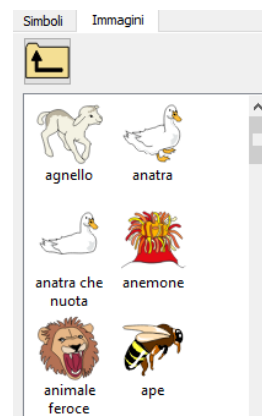 Simboli Immagini
agnello anatra
anatra che nuota anemone
animale feroce ape